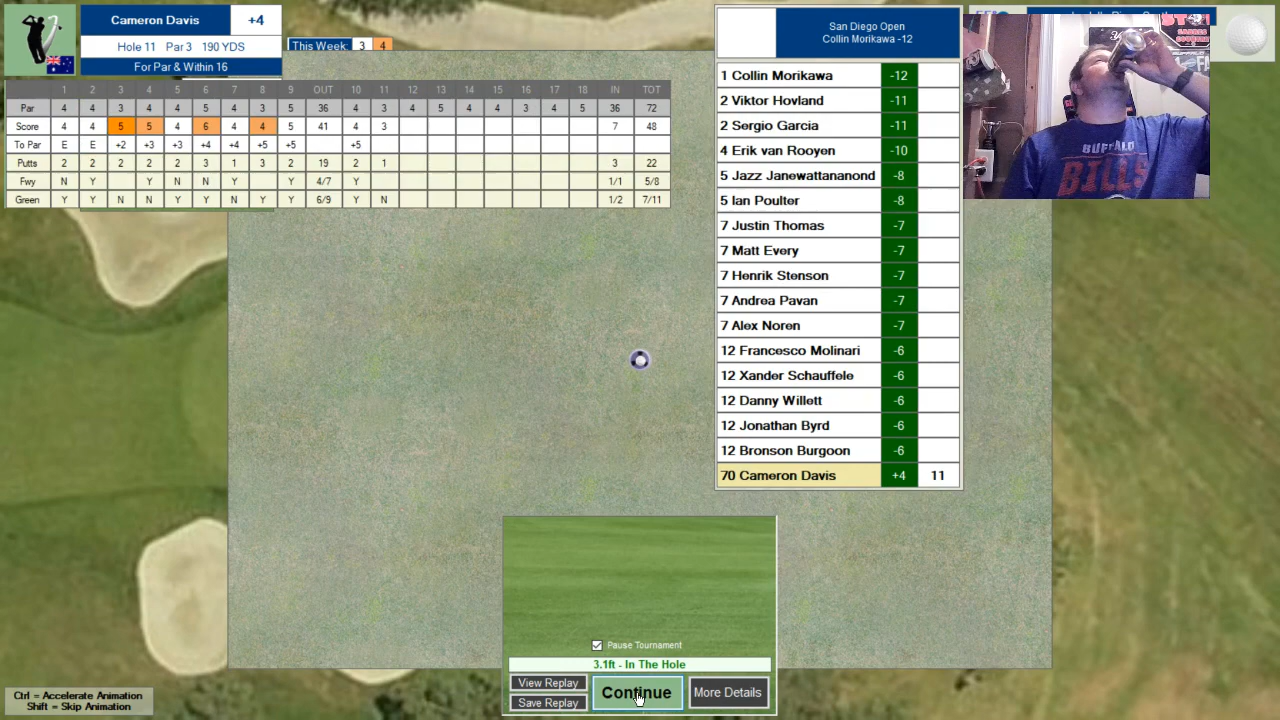 Cameron Davis +4
Hole 11 Par 3 190 YDS
For Par & Within 16
This Week: 3 4
1 2 3 4 5 6 7 8 9 OUT 10 11 12 13 14 15 16 17 18 IN TOT
Par 4 4 3 4 4 5 4 3 5 36 4 3 4 5 4 4 3 4 5 36 72
Score 4 4 5 5 4 6 4 4 5 41 4 3 7 48
To Par E E +2 +3 +3 +4 +4 +5 +5 +5
Putts 2 2 2 2 2 3 1 3 2 19 2 1 3 22
Fwy N Y Y N N Y Y 4/7 Y 1/1 5/8
Green Y Y N N Y Y N Y Y 6/9 Y N 1/2 7/11
San Diego Open
Collin Morikawa -12
1 Collin Morikawa -12
2 Viktor Hovland -11
2 Sergio Garcia -11
4 Erik van Rooyen -10
5 Jazz Janewattananond -8
5 Ian Poulter -8
7 Justin Thomas -7
7 Matt Every -7
7 Henrik Stenson -7
7 Andrea Pavan -7
7 Alex Noren -7
12 Francesco Molinari -6
12 Xander Schauffele -6
12 Danny Willett -6
12 Jonathan Byrd -6
12 Bronson Burgoon -6
70 Cameron Davis +4 11
BUFFALO
BILLS
Pause Tournament
3.1ft - In The Hole
View Replay
Save Replay
Continue
More Details
Ctrl = Accelerate Animation
Shift = Skip Animation